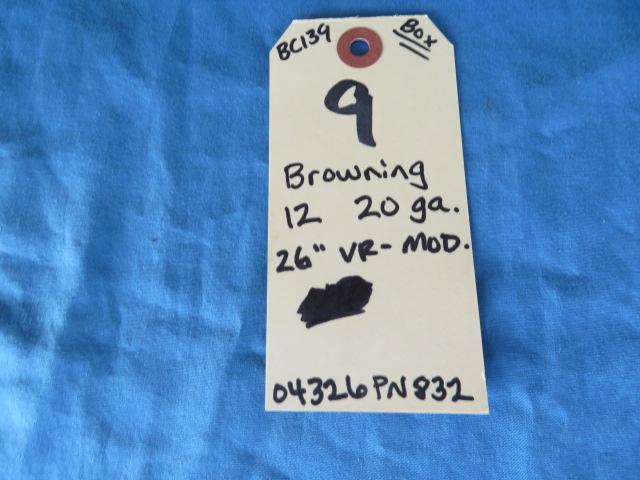 BC139 Box
9
Browning
12 20 ga.
26" VR- MOD.
04326PN832